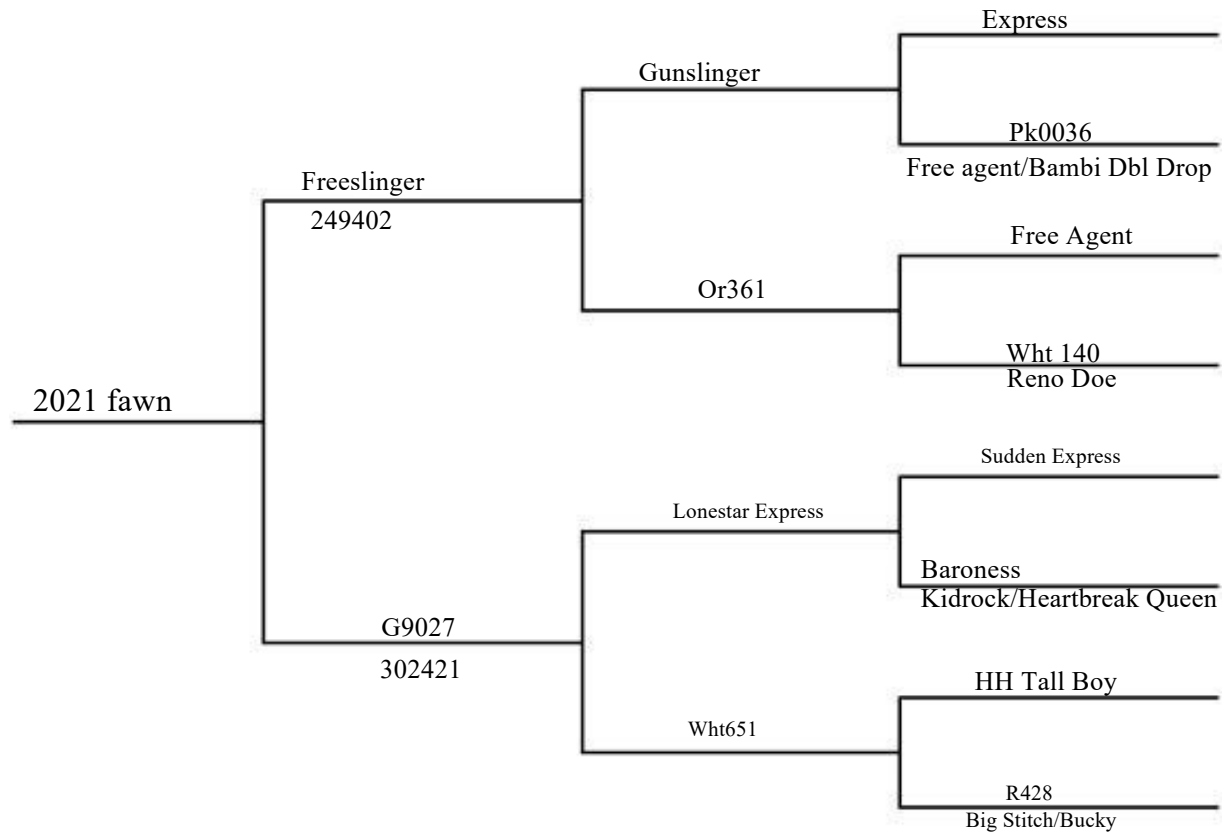 Express
Gunslinger
Pk0036
Free agent/Bambi Dbl Drop
Freeslinger
249402
Free Agent
Or361
Wht 140
Reno Doe
2021 fawn
Sudden Express
Lonestar Express
Baroness
Kidrock/Heartbreak Queen
G9027
302421
HH Tall Boy
Wht651
R428
Big Stitch/Bucky